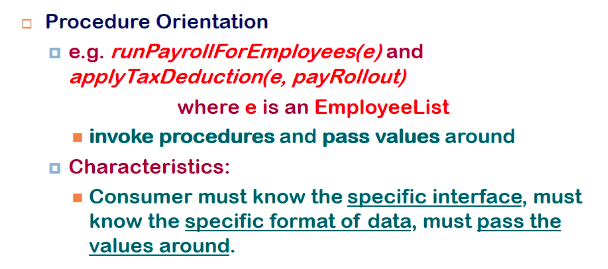 Procedure Orientation
e.g. runPayrollForEmployees(e) and
applyTaxDeduction(e, payRollout)
where e is an EmployeeList
invoke procedures and pass values around
Characteristics:
Consumer must know the specific interface, must
know the specific format of data, must pass the
values around.